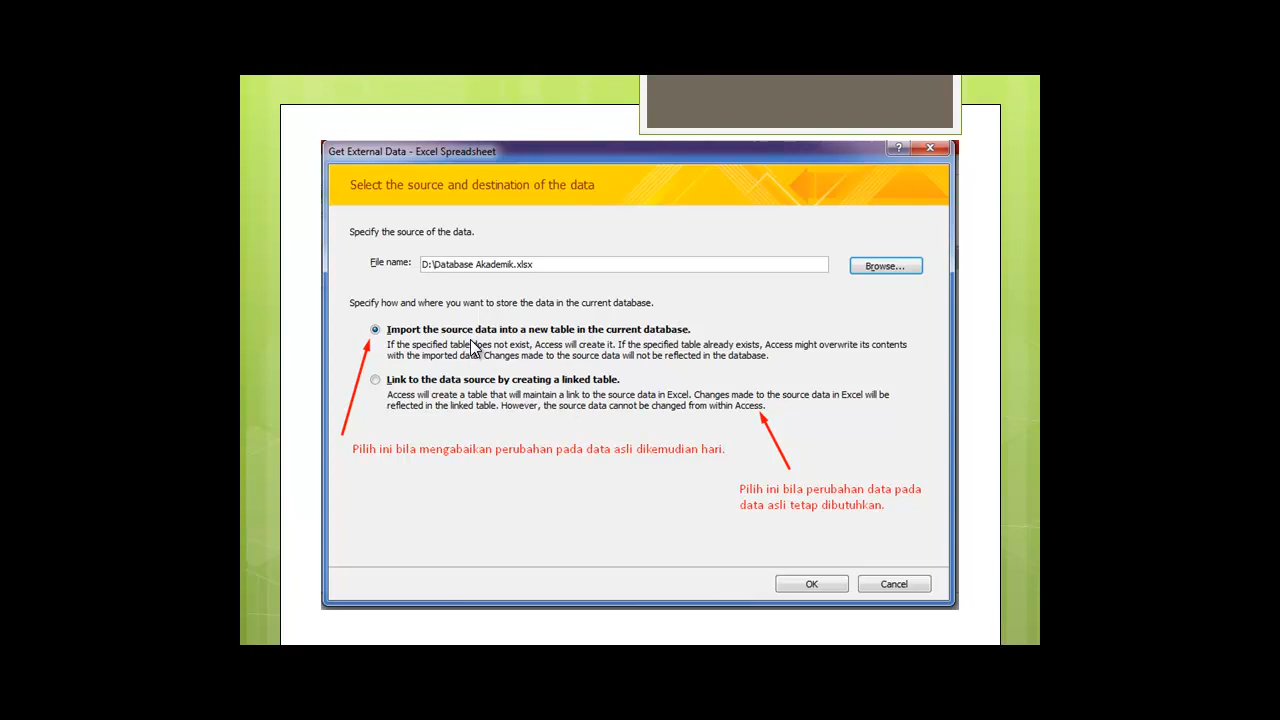 Get External Data - Excel Spreadsheet
?
Select the source and destination of the data
Specify the source of the data.
File name: D:\Database Akademik.xlsx Browse...
Specify how and where you want to store the data in the current database.
Import the source data into a new table in the current database.
If the specified table does not exist, Access will create it. If the specified table already exists, Access might overwrite its contents
with the imported data. Changes made to the source data will not be reflected in the database.
Link to the data source by creating a linked table.
Access will create a table that will maintain a link to the source data in Excel. Changes made to the source data in Excel will be
reflected in the linked table. However, the source data cannot be changed from within Access.
Pilih ini bila mengabaikan perubahan pada data asli dikemudian hari.
Pilih ini bila perubahan data pada
data asli tetap dibutuhkan.
OK Cancel